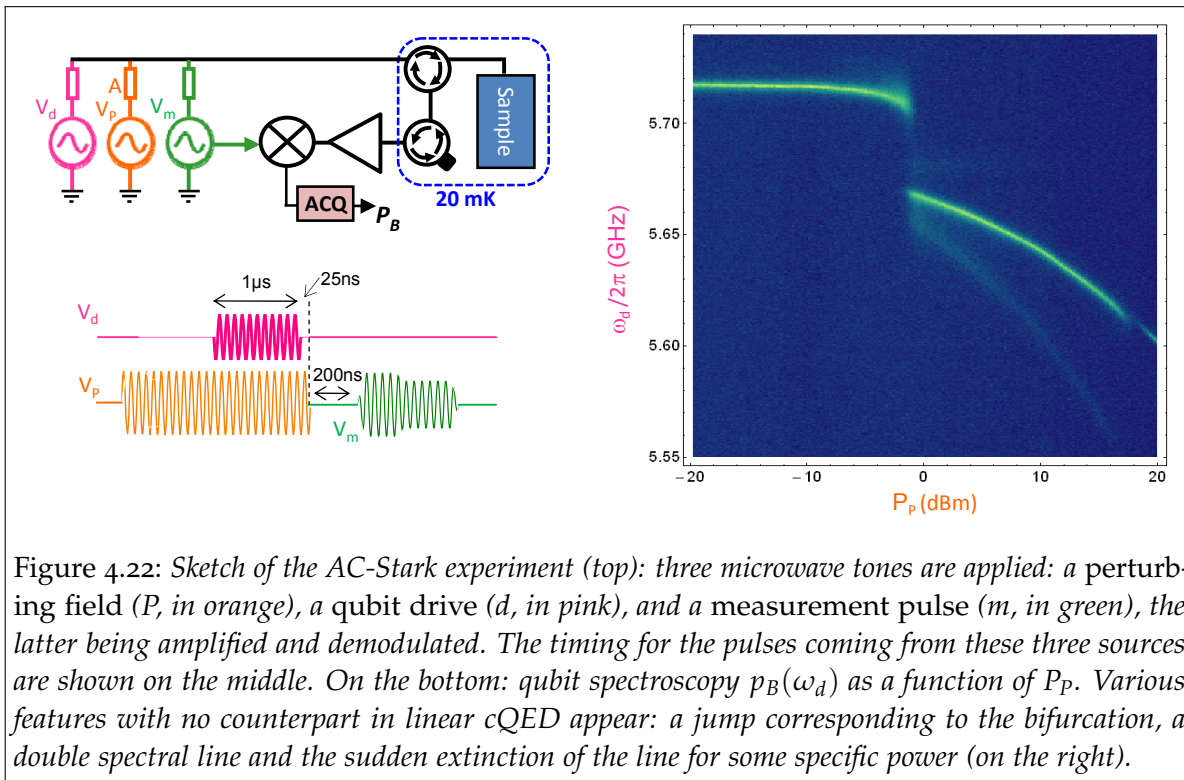 V_d
A
V_P
V_m
Sample
20 mK
ACQ
P_B
1µs
25ns
V_d
200ns
V_P
V_m
5.70
5.65
5.60
5.55
ω_d/2π (GHz)
−20
−10
0
10
20
P_P (dBm)
Figure 4.22: Sketch of the AC-Stark experiment (top): three microwave tones are applied: a perturb-
ing field (P, in orange), a qubit drive (d, in pink), and a measurement pulse (m, in green), the
latter being amplified and demodulated. The timing for the pulses coming from these three sources
are shown on the middle. On the bottom: qubit spectroscopy p_B(ω_d) as a function of P_P. Various
features with no counterpart in linear cQED appear: a jump corresponding to the bifurcation, a
double spectral line and the sudden extinction of the line for some specific power (on the right).